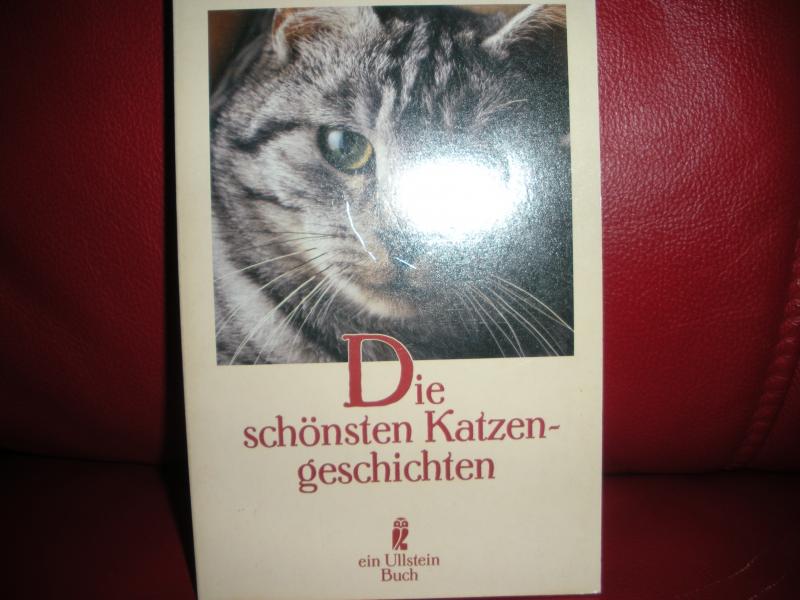 Die
schönsten Katzen-
geschichten
ein Ullstein
Buch